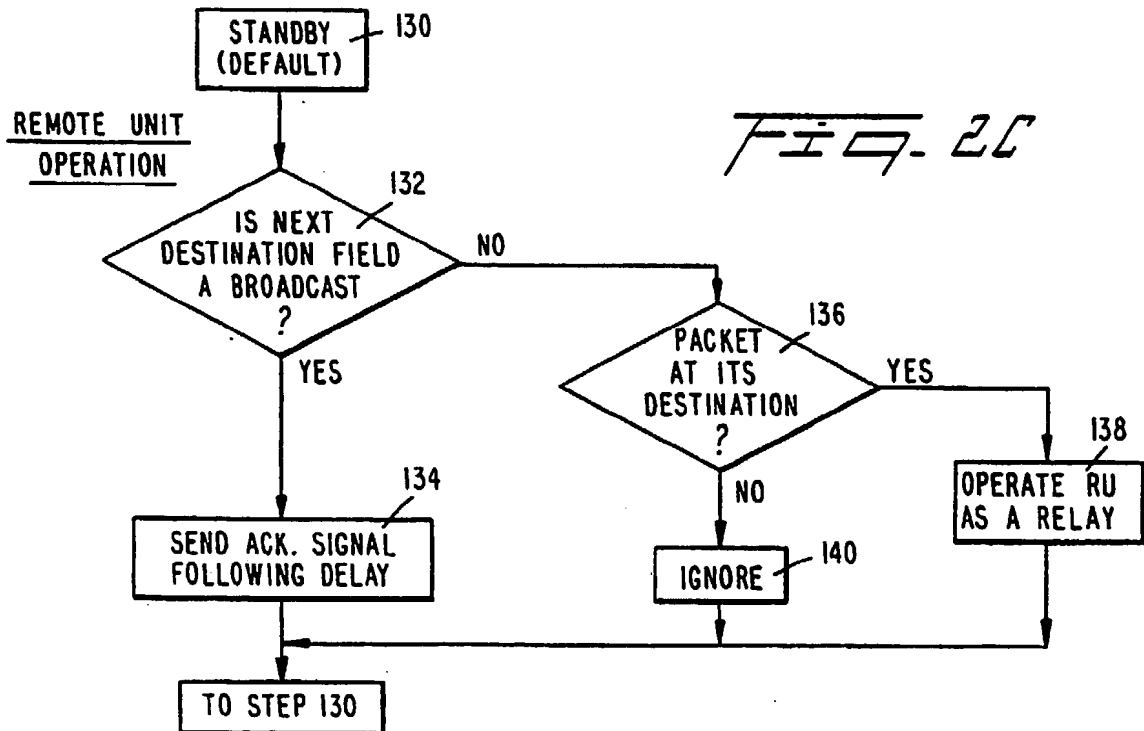 STANDBY
(DEFAULT)
130
REMOTE UNIT
OPERATION
Fig. 2C
132
IS NEXT
DESTINATION FIELD
A BROADCAST
?
NO
YES
136
PACKET
AT ITS
DESTINATION
?
YES
NO
138
OPERATE RU
AS A RELAY
134
SEND ACK. SIGNAL
FOLLOWING DELAY
140
IGNORE
TO STEP 130